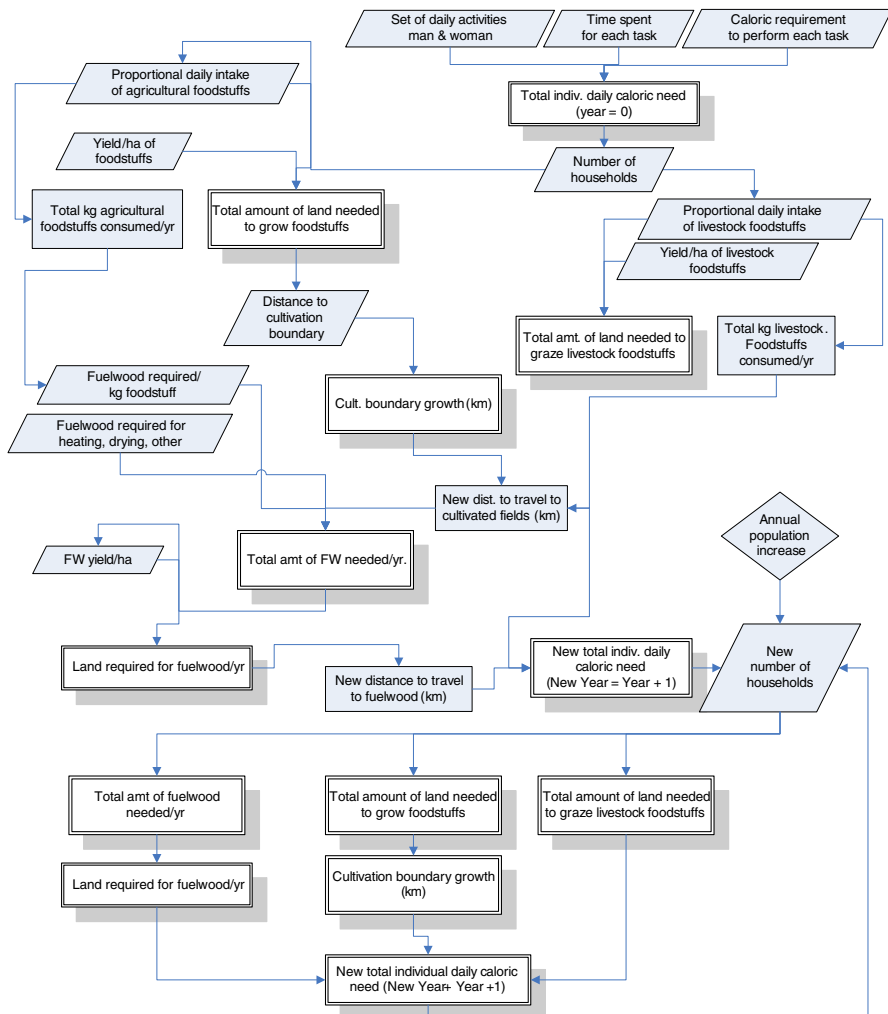 Set of daily activities
man & woman
Time spent
for each task
Caloric requirement
to perform each task
Proportional daily intake
of agricultural foodstuffs
Total indiv. daily caloric need
(year = 0)
Yield/ha of
foodstuffs
Number of
households
Total kg agricultural
foodstuffs consumed/yr
Total amount of land needed
to grow foodstuffs
Proportional daily intake
of livestock foodstuffs
Yield/ha of livestock
foodstuffs
Distance to
cultivation
boundary
Total amt. of land needed to
graze livestock foodstuffs
Total kg livestock.
Foodstuffs
consumed/yr
Fuelwood required/
kg foodstuff
Cult. boundary growth (km)
Fuelwood required for
heating, drying, other
New dist. to travel to
cultivated fields (km)
Annual
population
increase
FW yield/ha
Total amt of FW needed/yr.
Land required for fuelwood/yr
New distance to travel
to fuelwood (km)
New total indiv. daily
caloric need
(New Year = Year + 1)
New
number of
households
Total amt of fuelwood
needed/yr
Total amount of land needed
to grow foodstuffs
Total amount of land needed
to graze livestock foodstuffs
Land required for fuelwood/yr
Cultivation boundary growth
(km)
New total individual daily caloric
need (New Year+ Year +1)